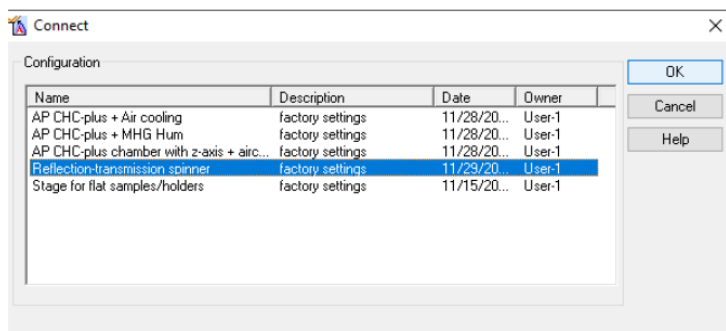 Connect
Configuration
Name Description Date Owner
AP CHC-plus + Air cooling factory settings 11/28/20... User-1
AP CHC-plus + MHG Hum factory settings 11/28/20... User-1
AP CHC-plus chamber with z-axis + airc... factory settings 11/28/20... User-1
Reflection-transmission spinner factory settings 11/29/20... User-1
Stage for flat samples/holders factory settings 11/15/20... User-1
OK
Cancel
Help